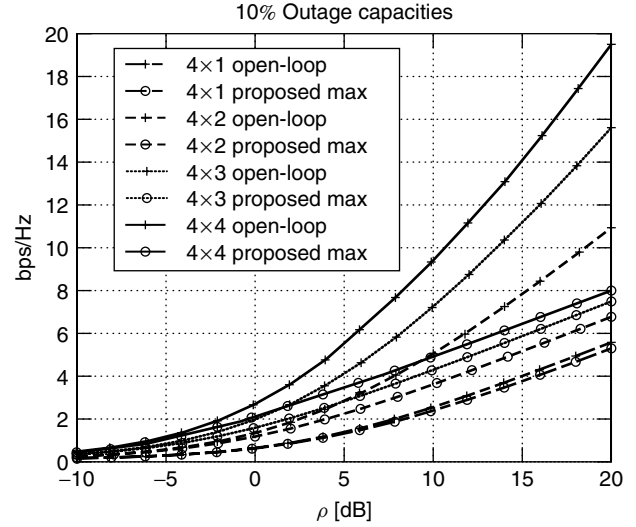 10% Outage capacities
20
18
16
14
12
10
8
6
4
2
0
bps/Hz
4×1 open-loop
4×1 proposed max
4×2 open-loop
4×2 proposed max
4×3 open-loop
4×3 proposed max
4×4 open-loop
4×4 proposed max
−10 −5 0 5 10 15 20
ρ [dB]